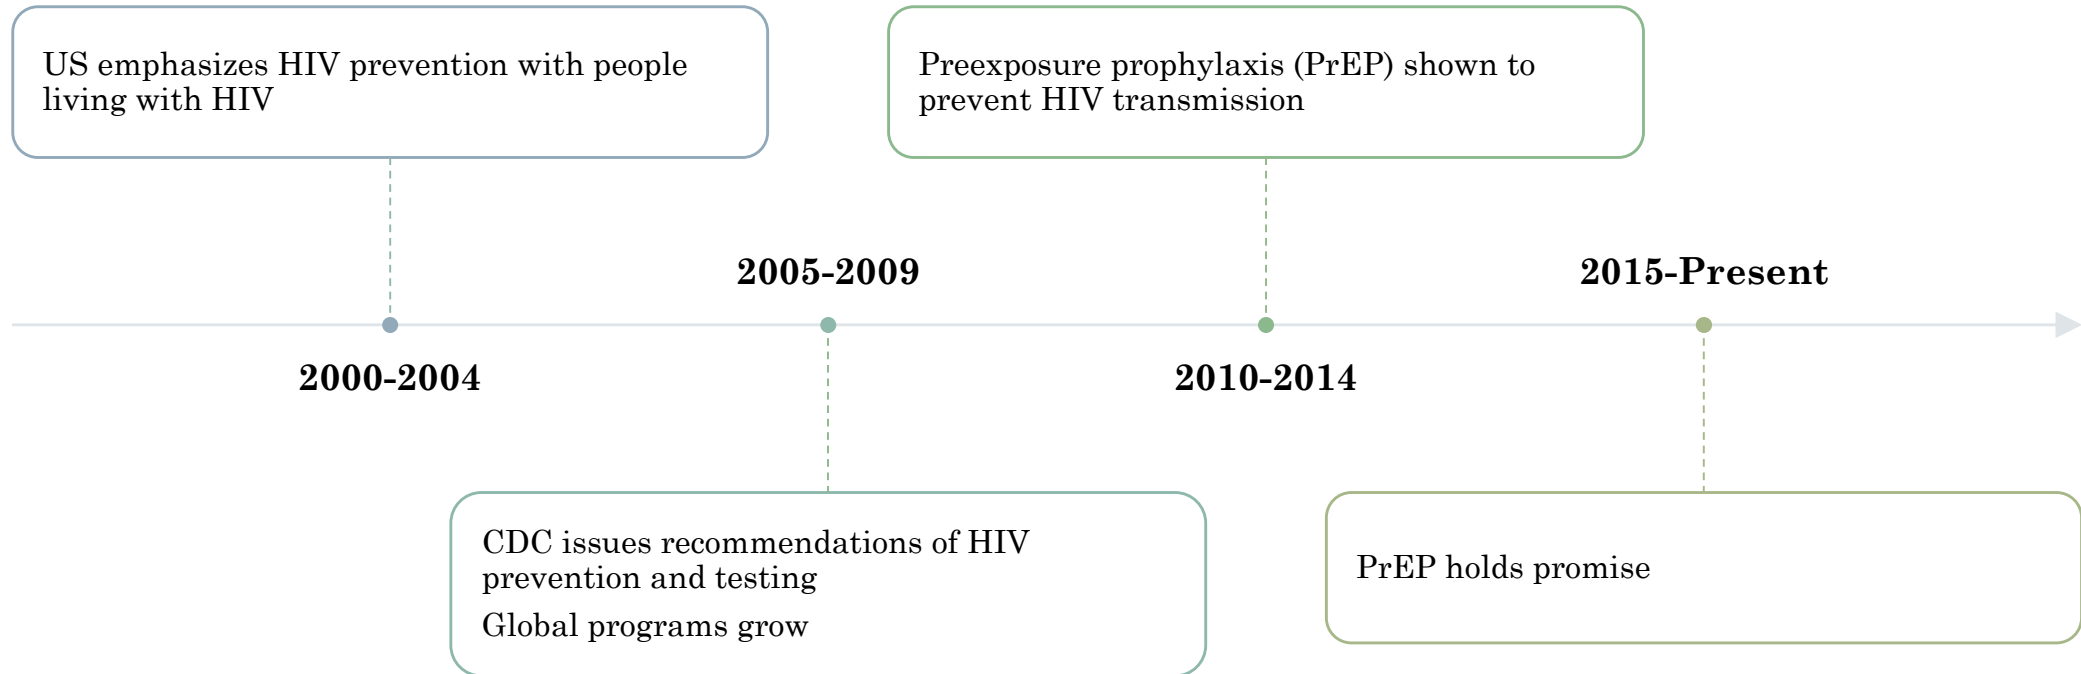 US emphasizes HIV prevention with people
living with HIV
Preexposure prophylaxis (PrEP) shown to
prevent HIV transmission
2005-2009
2015-Present
2000-2004
2010-2014
CDC issues recommendations of HIV
prevention and testing
Global programs grow
PrEP holds promise